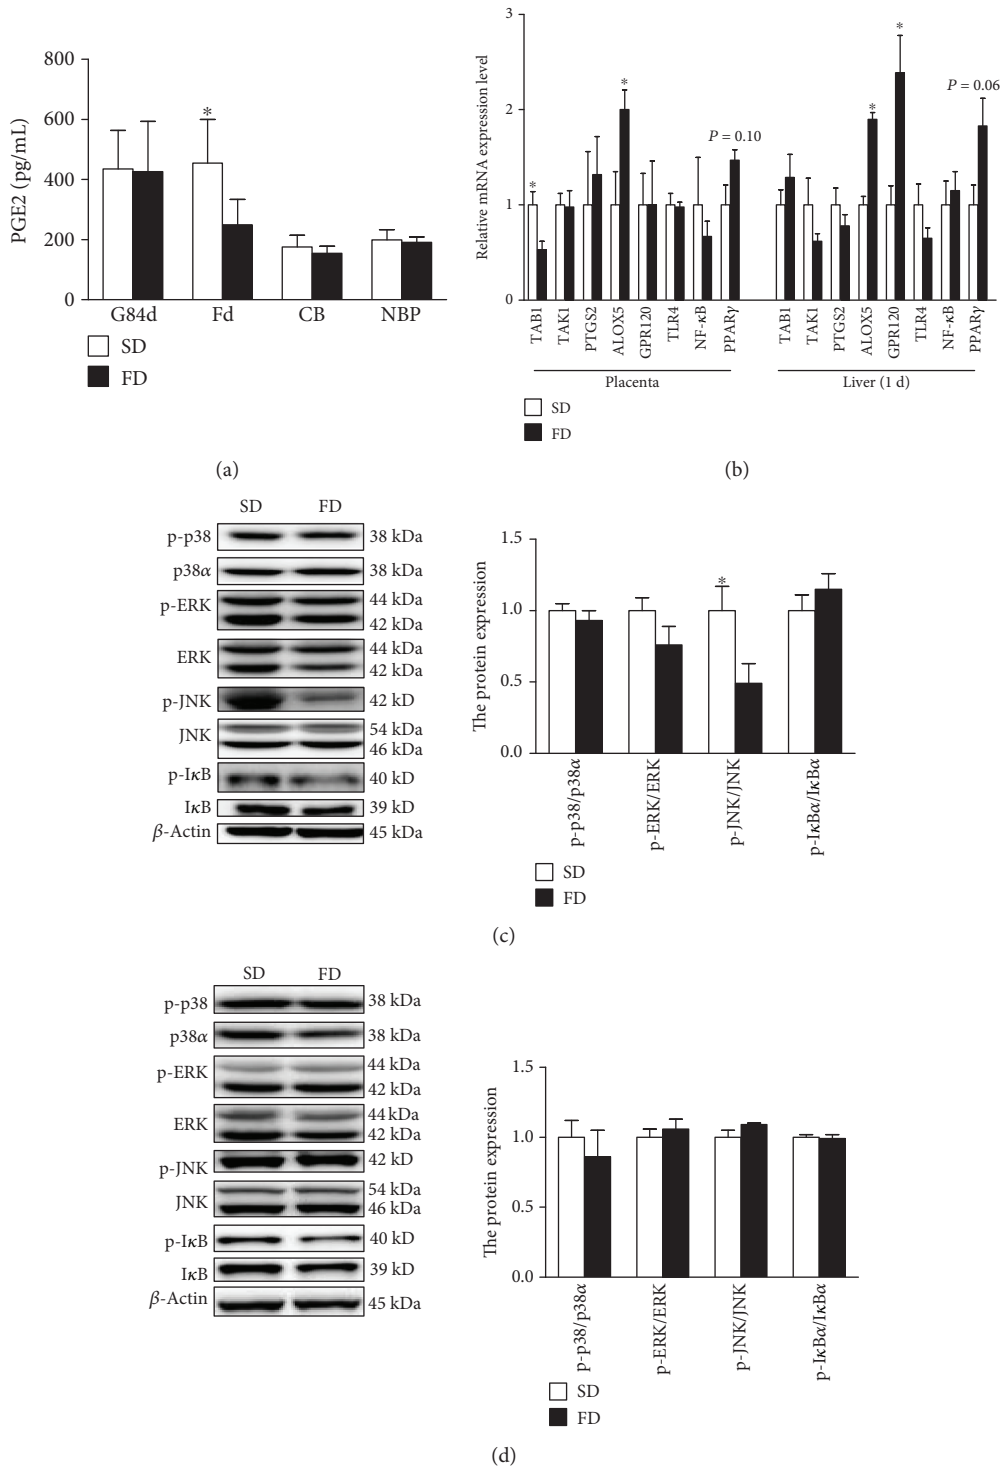 800
600
400
200
0
PGE2 (pg/mL)
*
G84d Fd CB NBP
SD
FD
(a)
3
2
1
0
Relative mRNA expression level
* * P = 0.10 * * P = 0.06
TAB1 TAK1 PTGS2 ALOX5 GPR120 TLR4 NF-κB PPARγ TAB1 TAK1 PTGS2 ALOX5 GPR120 TLR4 NF-κB PPARγ
Placenta Liver (1 d)
SD
FD
(b)
SD FD
p-p38 38 kDa
p38α 38 kDa
p-ERK 44 kDa
42 kDa
ERK 44 kDa
42 kDa
p-JNK 42 kD
JNK 54 kDa
46 kDa
p-IκB 40 kD
IκB 39 kD
β-Actin 45 kDa
1.5
1.0
0.5
0.0
The protein expression
*
p-p38/p38α p-ERK/ERK p-JNK/JNK p-IκBα/IκBα
SD
FD
(c)
SD FD
p-p38 38 kDa
p38α 38 kDa
p-ERK 44 kDa
42 kDa
ERK 44 kDa
42 kDa
p-JNK 42 kD
JNK 54 kDa
46 kDa
p-IκB 40 kD
IκB 39 kD
β-Actin 45 kDa
1.5
1.0
0.5
0.0
The protein expression
p-p38/p38α p-ERK/ERK p-JNK/JNK p-IκBα/IκBα
SD
FD
(d)